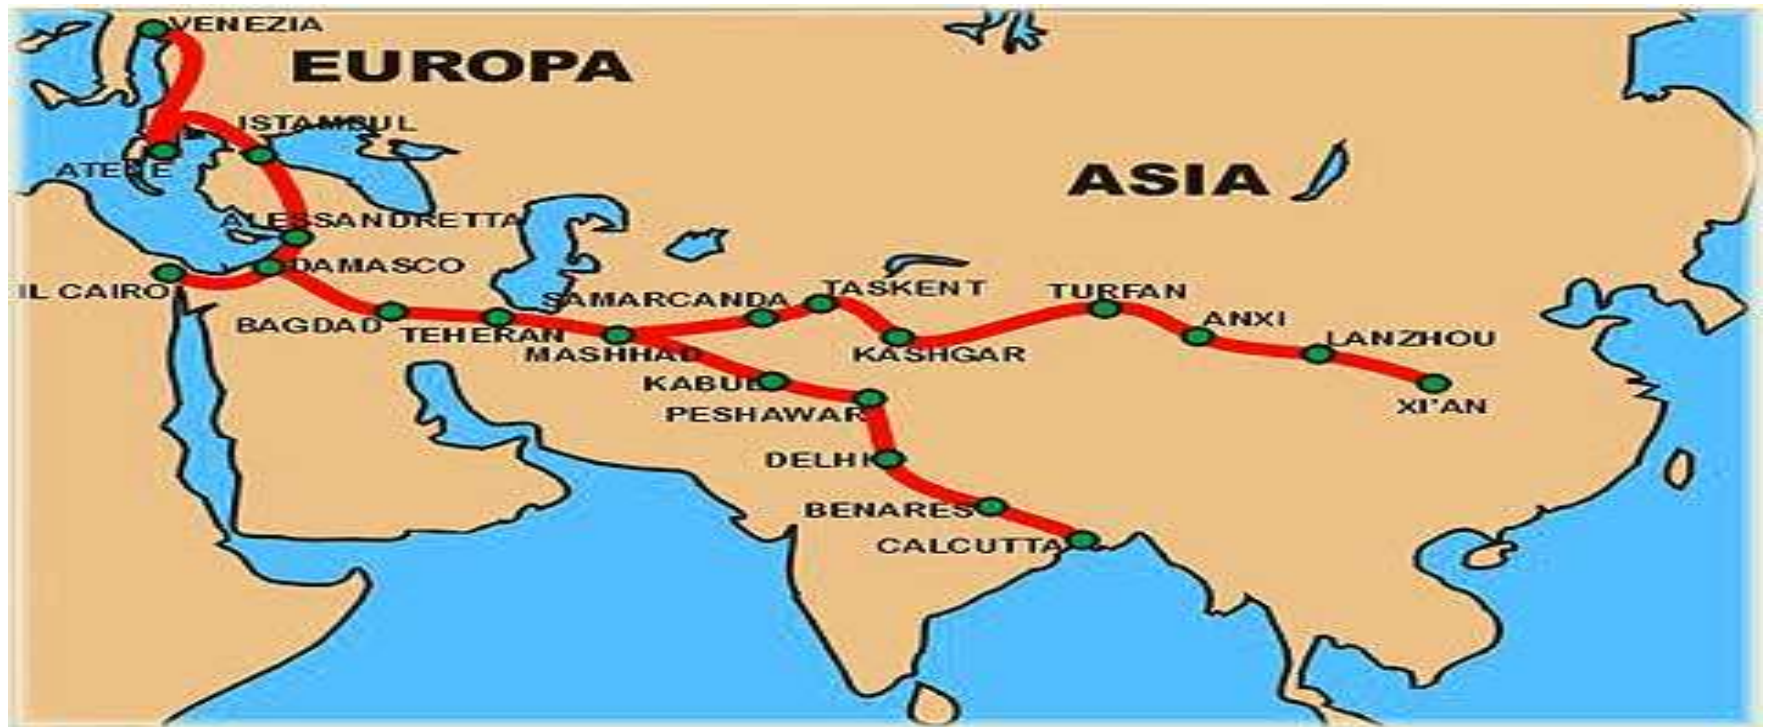 VENEZIA
EUROPA
ISTAMBUL
ATENE
ASIA
ALESSANDRETTA
DAMASCO
IL CAIRO
SAMARCANDA
TASKENT
TURFAN
BAGDAD
TEHERAN
ANXI
MASHHAD
KASHGAR
LANZHOU
KABUL
PESHAWAR
XI'AN
DELHI
BENARES
CALCUTTA